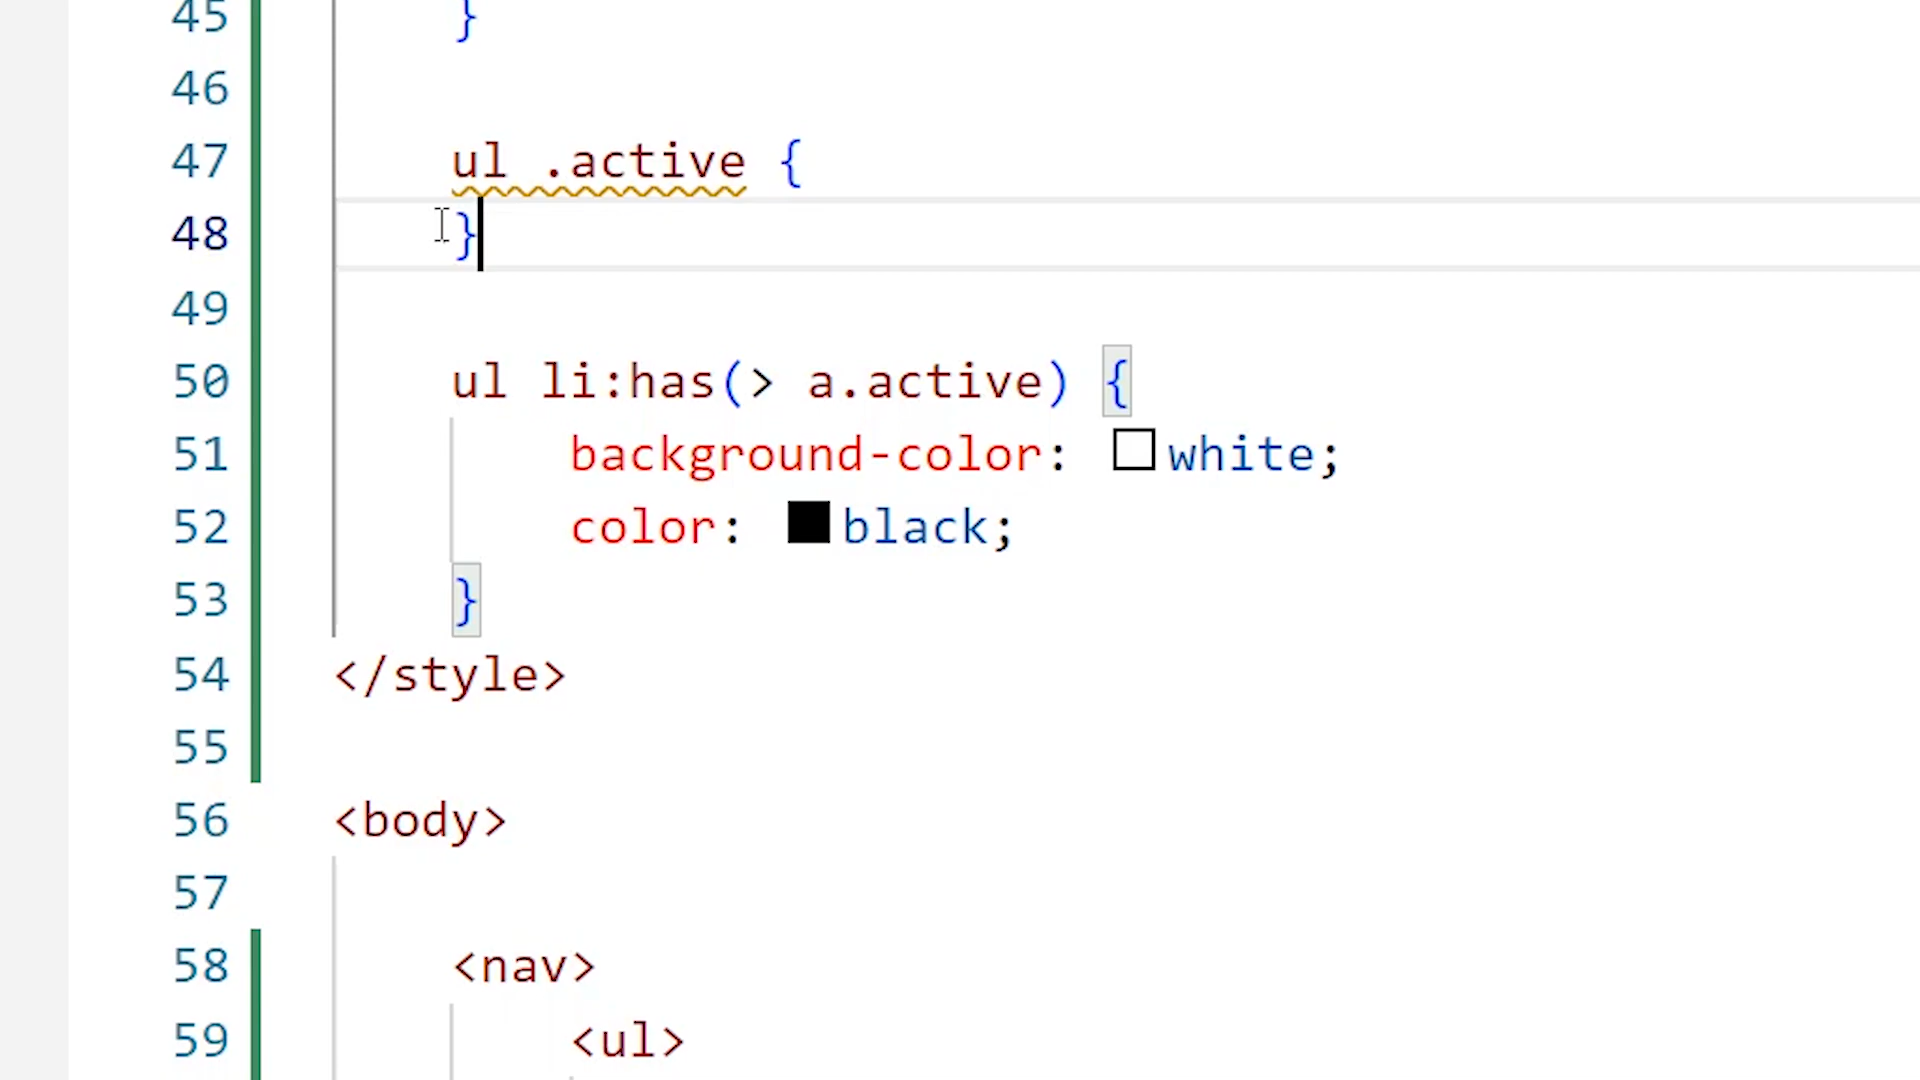 45 }
46
47 ul .active {
48 }
49
50 ul li:has(> a.active) {
51 background-color: white;
52 color: black;
53 }
54 </style>
55
56 <body>
57
58 <nav>
59 <ul>